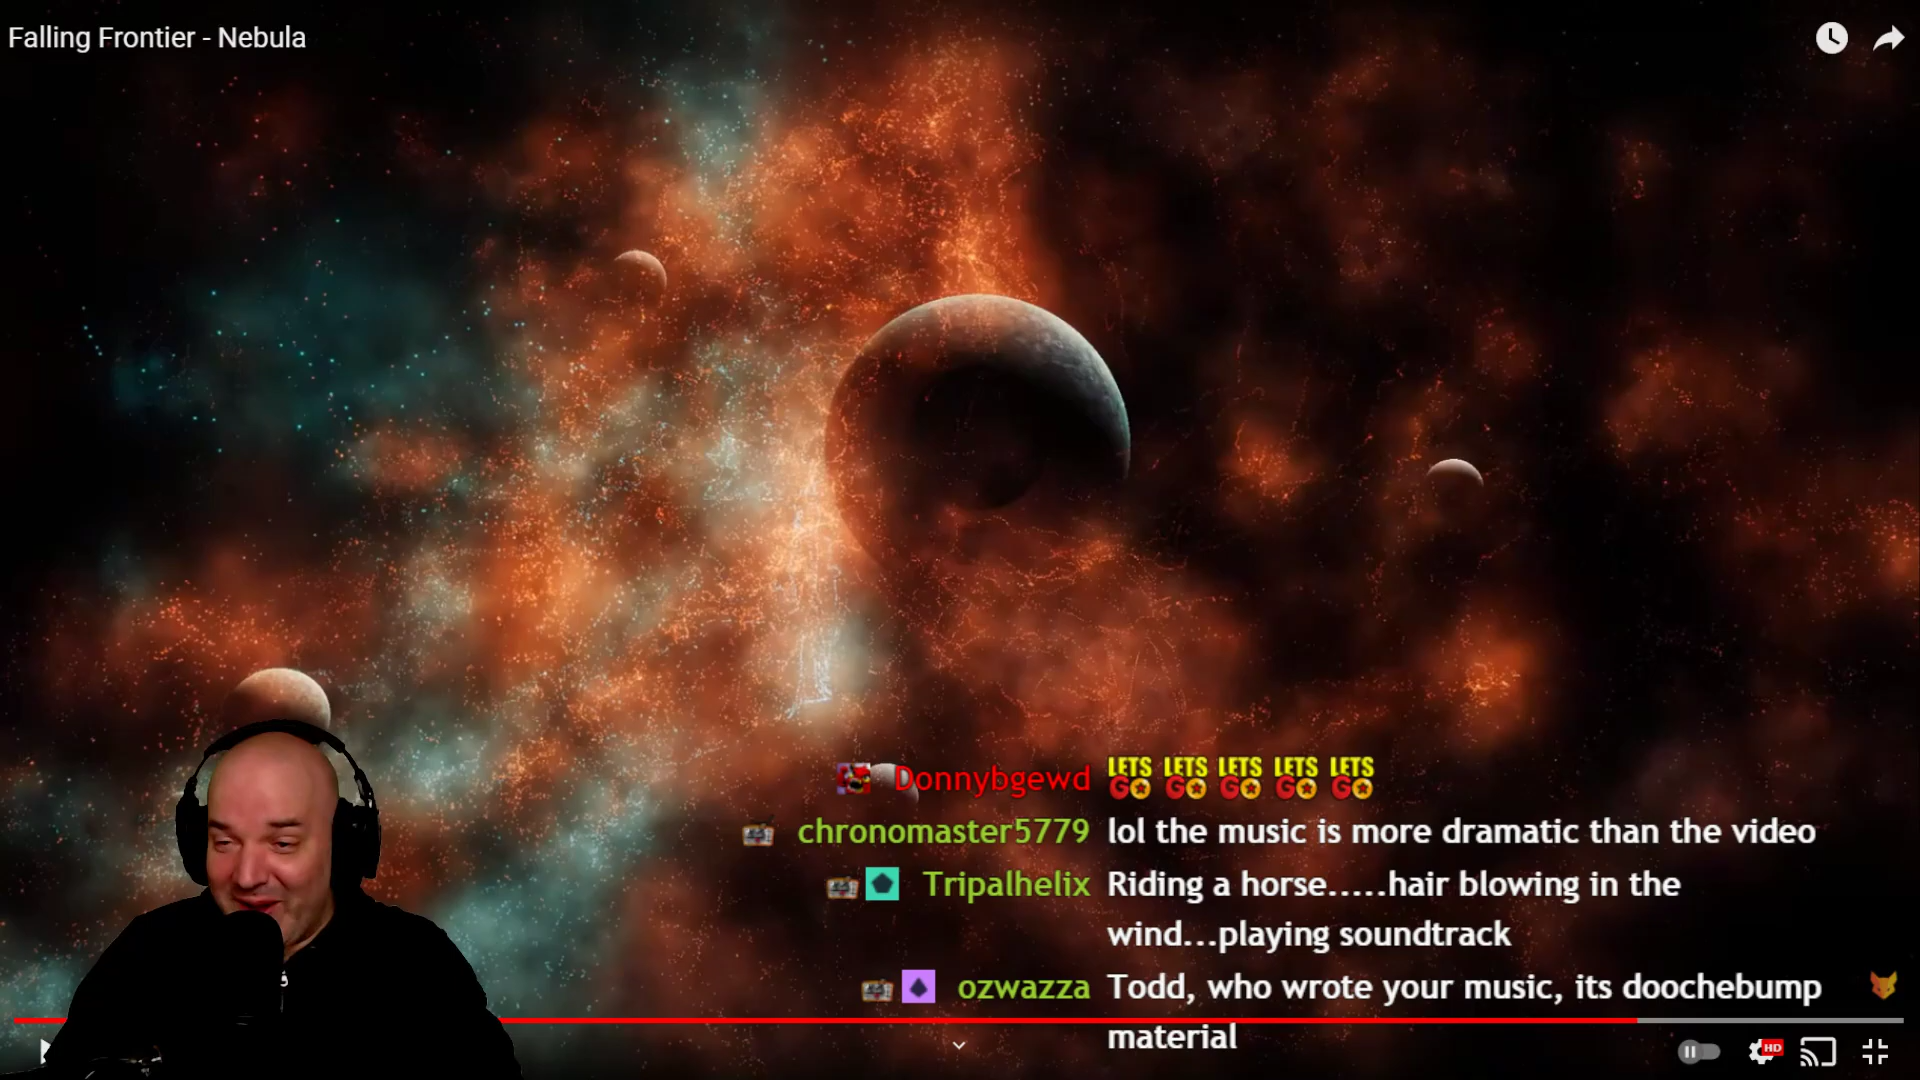 Falling Frontier - Nebula
Donnybgewd LETS GO LETS GO LETS GO LETS GO LETS GO
chronomaster5779 lol the music is more dramatic than the video
Tripalhelix Riding a horse.....hair blowing in the
wind...playing soundtrack
ozwazza Todd, who wrote your music, its doochebump
material
HD